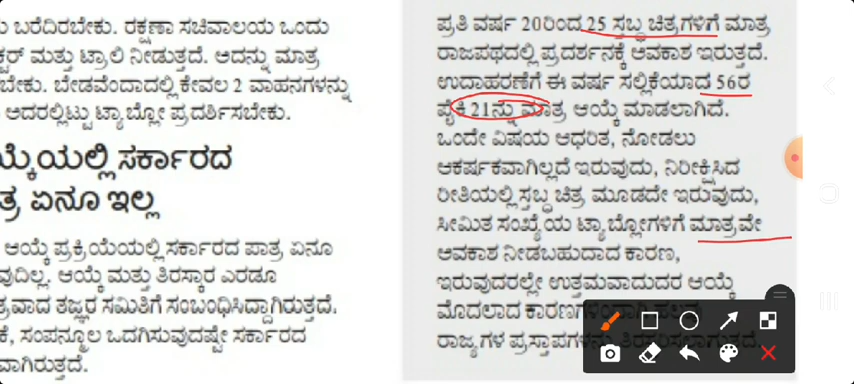 ು ಬರೆದಿರಬೇಕು. ರಕ್ಷಣಾ ಸಚಿವಾಲಯ ಒಂದು
ಕ್ಟರ್ ಮತ್ತು ಟ್ರಾಲಿ ನೀಡುತ್ತದೆ. ಅದನ್ನು ಮಾತ್ರ
ಬೇಕು. ಬೇಡವೆಂದಾದಲ್ಲಿ ಕೇವಲ 2 ವಾಹನಗಳನ್ನು
ಅದರಲ್ಲಿಟ್ಟು ಟ್ಯಾಬ್ಲೋ ಪ್ರದರ್ಶಿಸಬೇಕು.
ಯ್ಕೆಯಲ್ಲಿ ಸರ್ಕಾರದ
ತ್ರ ಏನೂ ಇಲ್ಲ
ಆಯ್ಕೆ ಪ್ರಕ್ರಿಯೆಯಲ್ಲಿ ಸರ್ಕಾರದ ಪಾತ್ರ ಏನೂ
ವುದಿಲ್ಲ. ಆಯ್ಕೆ ಮತ್ತು ತಿರಸ್ಕಾರ ಎರಡೂ
ತ್ರವಾದ ತಜ್ಞರ ಸಮಿತಿಗೆ ಸಂಬಂಧಿಸಿದ್ದಾಗಿರುತ್ತದೆ.
ಕೆ, ಸಂಪನ್ಮೂಲ ಒದಗಿಸುವುದಷ್ಟೇ ಸರ್ಕಾರದ
ವಾಗಿರುತ್ತದೆ.
ಪ್ರತಿ ವರ್ಷ 20ರಿಂದ 25 ಸ್ತಬ್ಧ ಚಿತ್ರಗಳಿಗೆ ಮಾತ್ರ
ರಾಜಪಥದಲ್ಲಿ ಪ್ರದರ್ಶನಕ್ಕೆ ಅವಕಾಶ ಇರುತ್ತದೆ.
ಉದಾಹರಣೆಗೆ ಈ ವರ್ಷ ಸಲ್ಲಿಕೆಯಾದ 56ರ
ಪೈಕಿ 21ನ್ನು ಮಾತ್ರ ಆಯ್ಕೆ ಮಾಡಲಾಗಿದೆ.
ಒಂದೇ ವಿಷಯ ಆಧರಿತ, ನೋಡಲು
ಆಕರ್ಷಕವಾಗಿಲ್ಲದೆ ಇರುವುದು, ನಿರೀಕ್ಷಿಸಿದ
ರೀತಿಯಲ್ಲಿ ಸ್ತಬ್ಧ ಚಿತ್ರ ಮೂಡದೇ ಇರುವುದು,
ಸೀಮಿತ ಸಂಖ್ಯೆಯ ಟ್ಯಾಬ್ಲೋಗಳಿಗೆ ಮಾತ್ರವೇ
ಅವಕಾಶ ನೀಡಬಹುದಾದ ಕಾರಣ,
ಇರುವುದರಲ್ಲೇ ಉತ್ತಮವಾದುದರ ಆಯ್ಕೆ
ಮೊದಲಾದ
ರಾಜ್ಯಗಳ